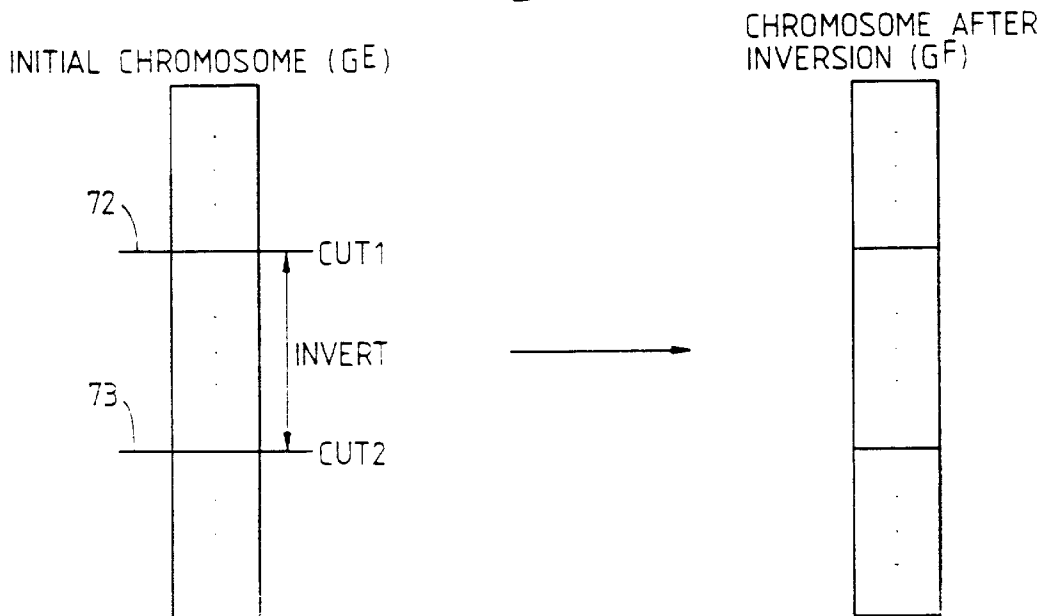 INITIAL CHROMOSOME (GE)
CHROMOSOME AFTER
INVERSION (GF)
72
CUT1
INVERT
73
CUT2